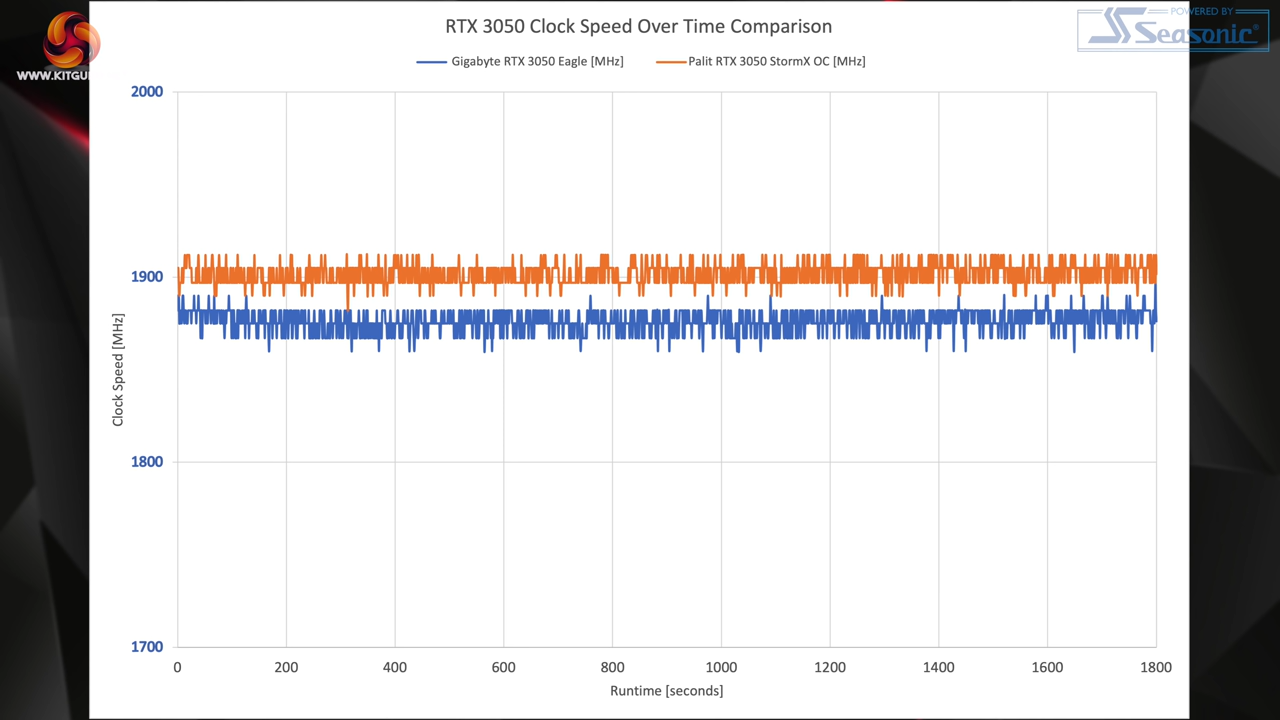 RTX 3050 Clock Speed Over Time Comparison
POWERED BY
Seasonic®
Gigabyte RTX 3050 Eagle [MHz]
Palit RTX 3050 StormX OC [MHz]
2000
1900
1800
1700
Clock Speed [MHz]
0 200 400 600 800 1000 1200 1400 1600 1800
Runtime [seconds]